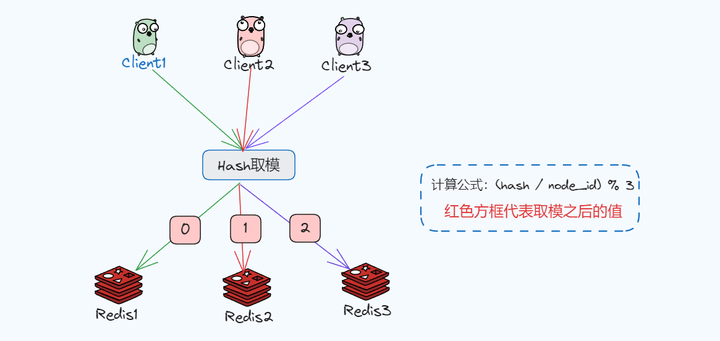 Client1
Client2
Client3
Hash取模
计算公式：(hash / node_id) % 3
红色方框代表取模之后的值
0
1
2
Redis1
Redis2
Redis3